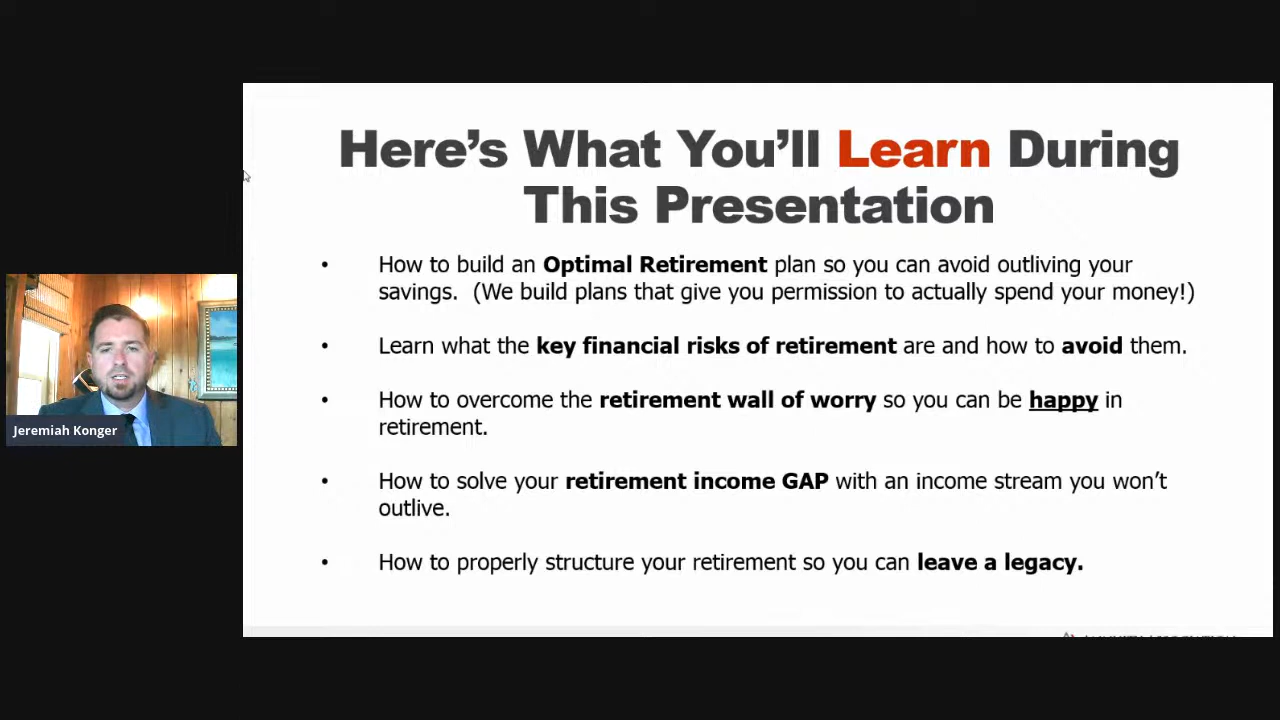 Here's What You'll Learn During
This Presentation
• How to build an Optimal Retirement plan so you can avoid outliving your
savings. (We build plans that give you permission to actually spend your money!)
• Learn what the key financial risks of retirement are and how to avoid them.
• How to overcome the retirement wall of worry so you can be happy in
retirement.
• How to solve your retirement income GAP with an income stream you won't
outlive.
• How to properly structure your retirement so you can leave a legacy.
Jeremiah Konger